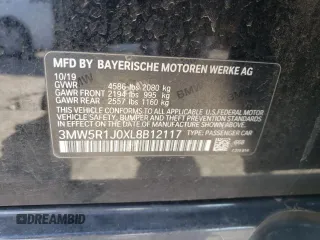 MFD BY BAYERISCHE MOTOREN WERKE AG
10/19
GVWR 4586 lb 2080 kg
GAWR FRONT 2194 lbs 995 kg
GAWR REAR 2557 lbs 1160 kg
THIS VEHICLE CONFORMS TO ALL APPLICABLE
FEDERAL MOTOR VEHICLE SAFETY,
BUMPER, AND THEFT PREVENTION
STANDARDS IN EFFECT ON THE DATE OF
MANUFACTURE SHOWN ABOVE.
3MW5R1J0XL8B12117 TYPE: PASSENGER CAR
DREAMBID